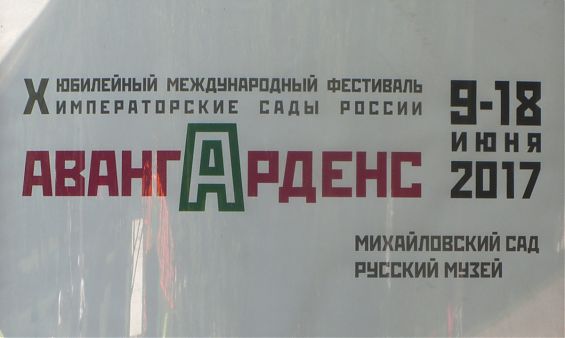 X ЮБИЛЕЙНЫЙ МЕЖДУНАРОДНЫЙ ФЕСТИВАЛЬ
ИМПЕРАТОРСКИЕ САДЫ РОССИИ
АВАНГАРДЕНС
9-18
ИЮНЯ
2017
МИХАЙЛОВСКИЙ САД
РУССКИЙ МУЗЕЙ